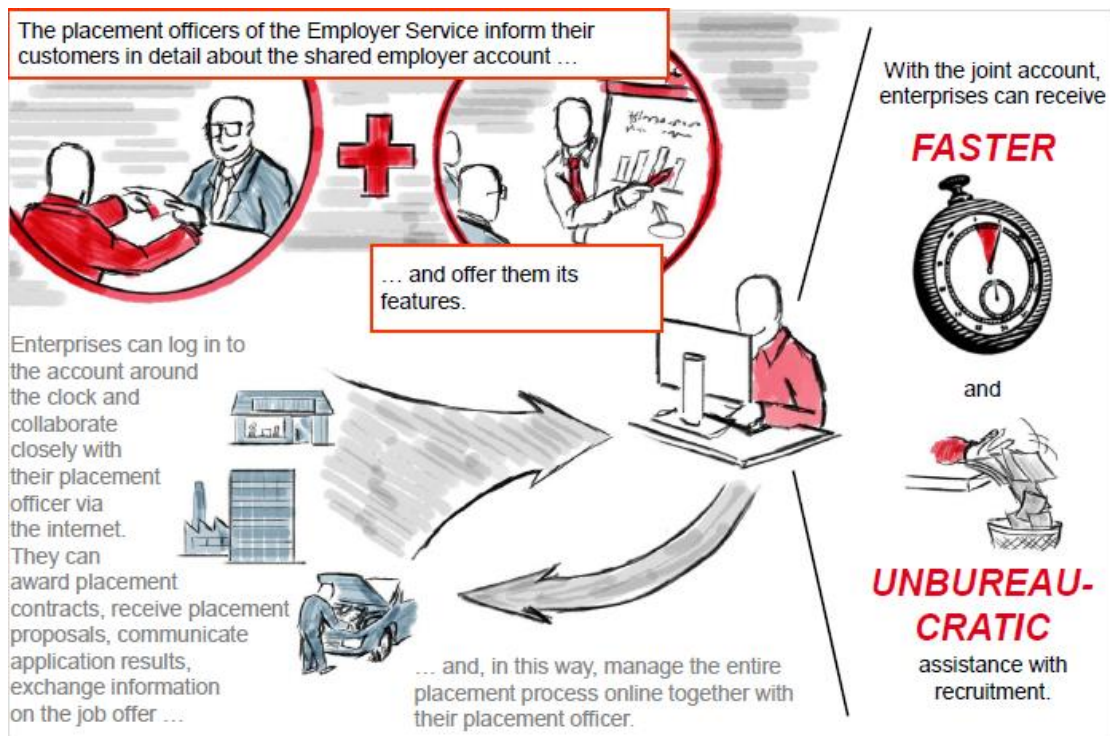 The placement officers of the Employer Service inform their
customers in detail about the shared employer account …
… and offer them its
features.
Enterprises can log in to
the account around
the clock and
collaborate
closely with
their placement
officer via
the internet.
They can
award placement
contracts, receive placement
proposals, communicate
application results,
exchange information
on the job offer …
… and, in this way, manage the entire
placement process online together with
their placement officer.
With the joint account,
enterprises can receive
FASTER
and
UNBUREAU-
CRATIC
assistance with
recruitment.